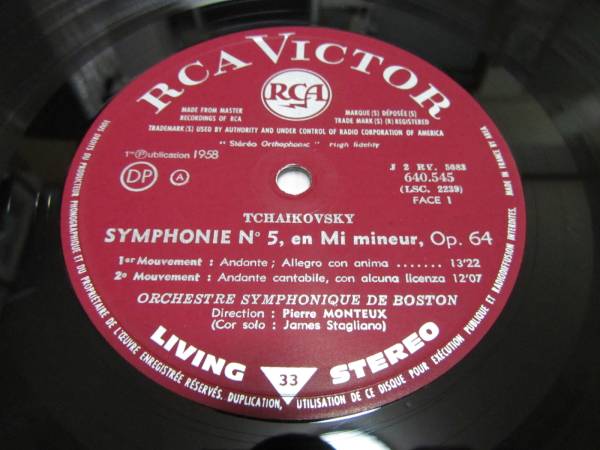 RCA VICTOR
RCA
MADE FROM MASTER
RECORDINGS OF RCA
MARQUE(S) DÉPOSÉE(S)
TRADE MARK(S) (R) REGISTERED
TRADEMARK(S) USED BY AUTHORITY AND UNDER CONTROL OF RADIO CORPORATION OF AMERICA
"Stéréo Orthophonic" High fidelity
1re Ⓟublication 1958
DP
A
J 2 RV. 5683
640.545
(LSC. 2239)
FACE 1
TCHAIKOVSKY
SYMPHONIE N° 5, en Mi mineur, Op. 64
1er Mouvement : Andante ; Allegro con anima ....... 13'22
2e Mouvement : Andante cantabile, con alcuna licenza 12'07
ORCHESTRE SYMPHONIQUE DE BOSTON
Direction : Pierre MONTEUX
(Cor solo : James Stagliano)
LIVING 33 STEREO
TOUS DROITS DU PRODUCTEUR PHONOGRAPHIQUE ET DU PROPRIÉTAIRE DE L'ŒUVRE ENREGISTRÉE RÉSERVÉS. DUPLICATION, UTILISATION DE CE DISQUE POUR EXÉCUTION PUBLIQUE ET RADIODIFFUSION INTERDITES.
MADE IN FRANCE BY